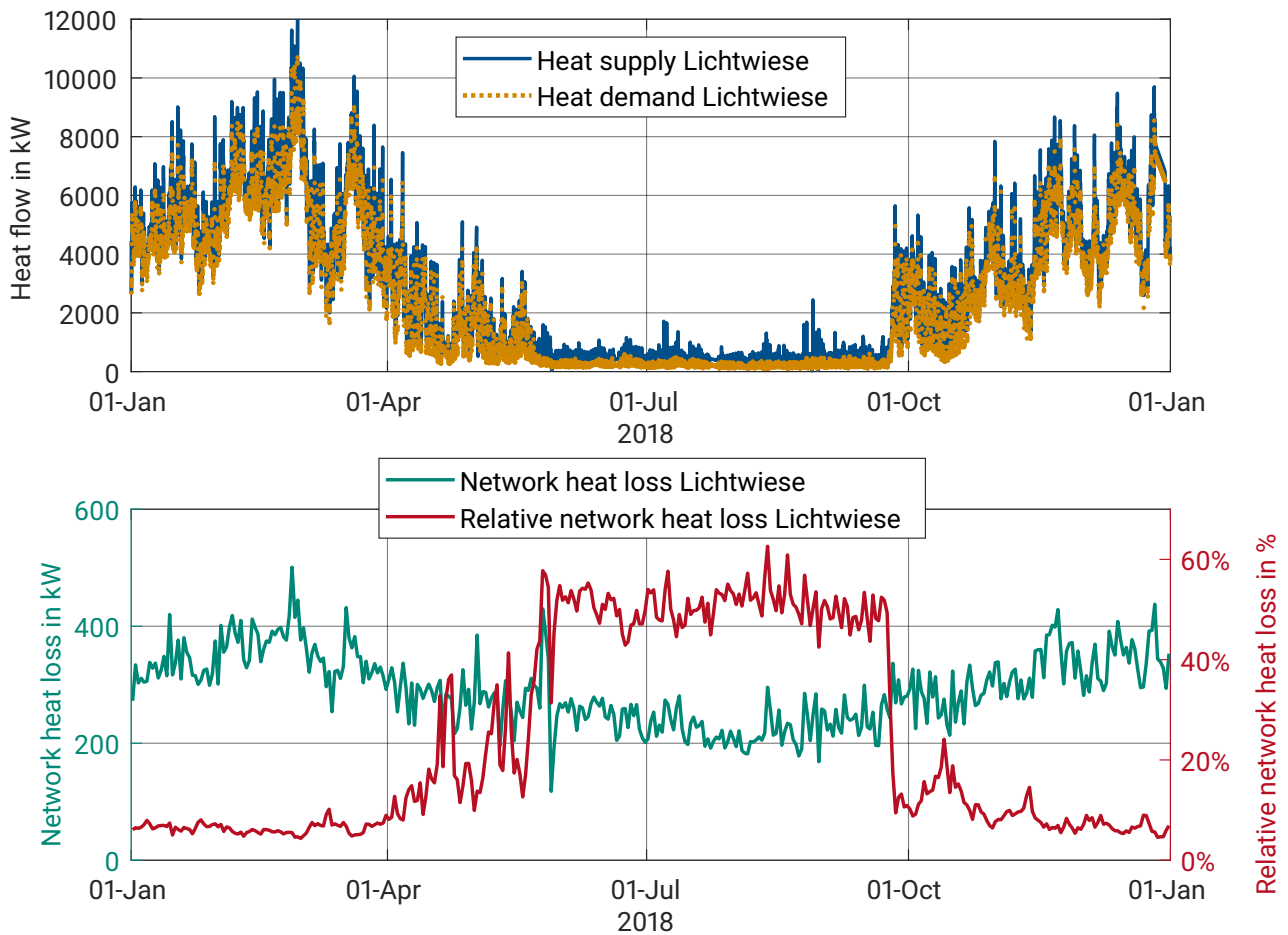 12000
10000
8000
6000
4000
2000
0
Heat flow in kW
Heat supply Lichtwiese
Heat demand Lichtwiese
01-Jan
01-Apr
01-Jul
01-Oct
01-Jan
2018
Network heat loss Lichtwiese
Relative network heat loss Lichtwiese
600
400
200
0
Network heat loss in kW
60%
40%
20%
0%
Relative network heat loss in %
01-Jan
01-Apr
01-Jul
01-Oct
01-Jan
2018